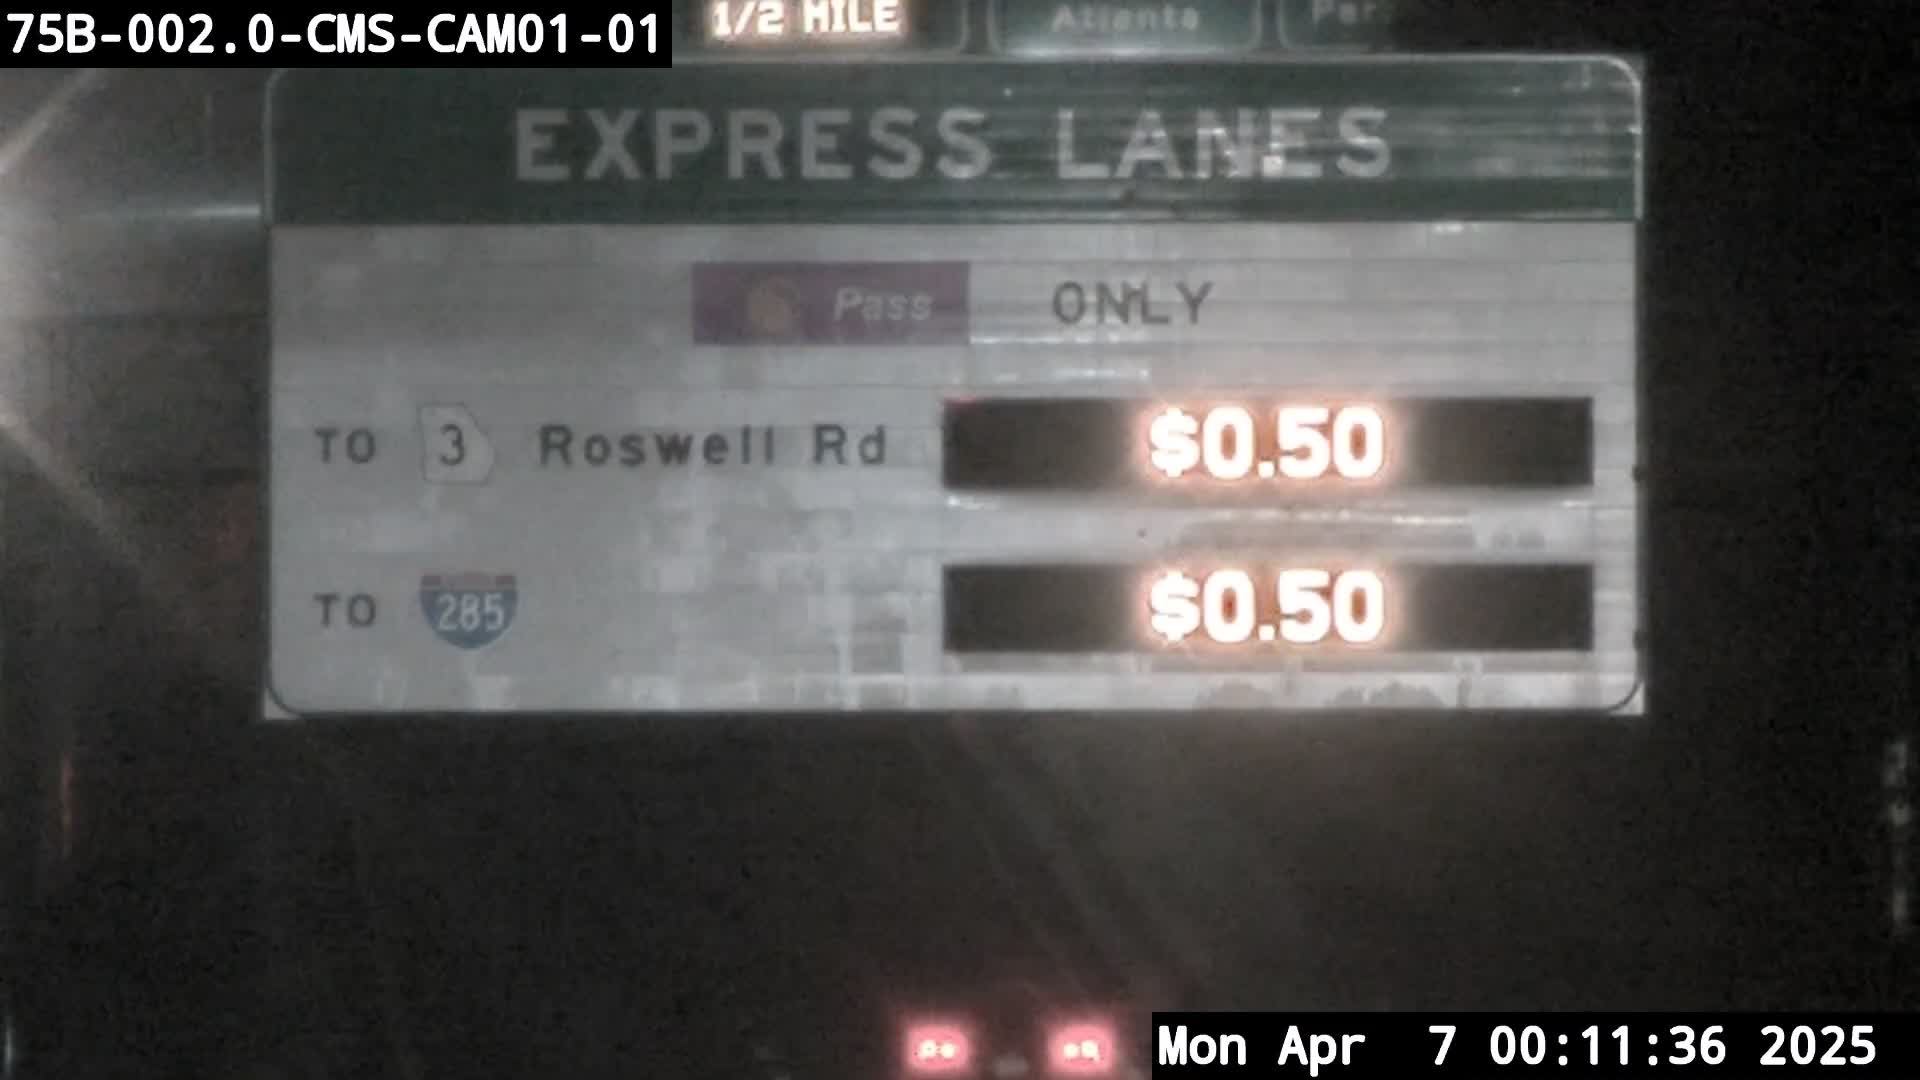 75B-002.0-CMS-CAM01-01
1/2 MILE
Atlanta
EXPRESS LANES
Pass ONLY
TO 3 Roswell Rd $0.50
TO 285 $0.50
Mon Apr 7 00:11:36 2025